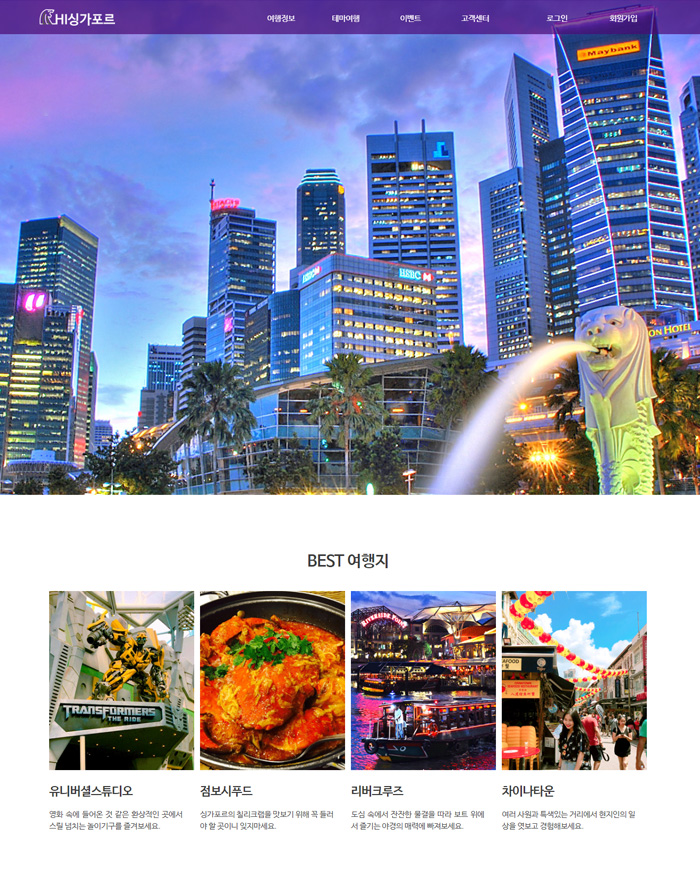 HI싱가포르 여행정보 테마여행 이벤트 고객센터 로그인 회원가입
Maybank
HSBC
HSBC
ON HOTEL
BEST 여행지
RIVERSIDE POINT
TRANSFORMERS
THE RIDE
유니버셜스튜디오
영화 속에 들어온 것 같은 환상적인 곳에서
스릴 넘치는 놀이기구를 즐겨보세요.
점보시푸드
싱가포르의 칠리크랩을 맛보기 위해 꼭 들러
야 할 곳이니 잊지마세요.
리버크루즈
도심 속에서 잔잔한 물결을 따라 보트 위에
서 즐기는 야경의 매력에 빠져보세요.
차이나타운
여러 사원과 특색있는 거리에서 현지인의 일
상을 엿보고 경험해보세요.